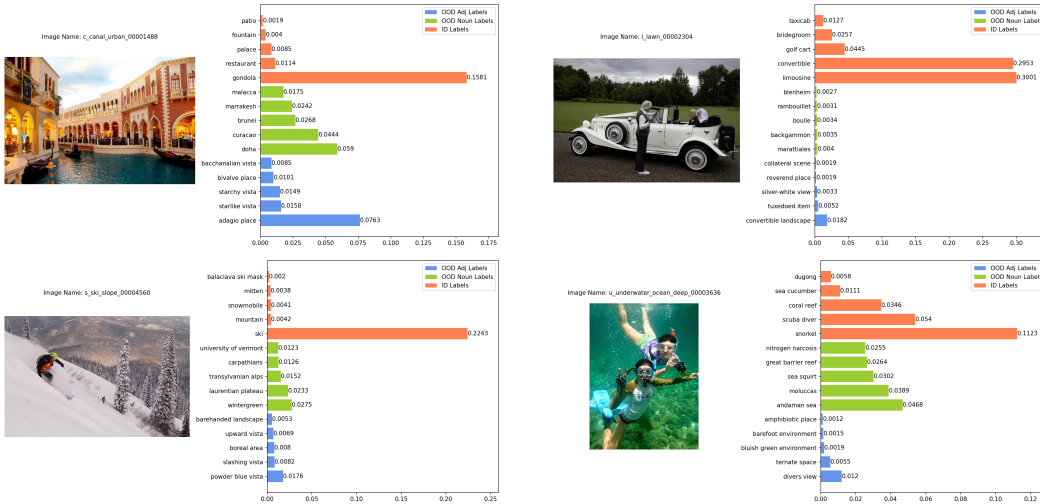 Image Name: c_canal_urban_00001488
patio 0.0019
fountain 0.004
palace 0.0085
restaurant 0.0114
gondola 0.1581
malacca 0.0175
marrakesh 0.0242
brunei 0.0268
curacao 0.0444
doha 0.059
bacchanalian vista 0.0085
bivalve place 0.0101
starchy vista 0.0149
starlike vista 0.0158
adagio place 0.0763
OOD Adj Labels
OOD Noun Labels
ID Labels
0.000 0.025 0.050 0.075 0.100 0.125 0.150 0.175
Image Name: l_lawn_00002304
taxicab 0.0127
bridegroom 0.0257
golf cart 0.0445
convertible 0.2953
limousine 0.3001
blenheim 0.0027
rambouillet 0.0031
boulle 0.0034
backgammon 0.0035
marattiales 0.004
collateral scene 0.0019
reverend place 0.0019
silver-white view 0.0033
tuxedoed item 0.0052
convertible landscape 0.0182
OOD Adj Labels
OOD Noun Labels
ID Labels
0.00 0.05 0.10 0.15 0.20 0.25 0.30
Image Name: s_ski_slope_00004560
balaclava ski mask 0.002
mitten 0.0038
snowmobile 0.0041
mountain 0.0042
ski 0.2243
university of vermont 0.0123
carpathians 0.0126
transylvanian alps 0.0152
laurentian plateau 0.0233
wintergreen 0.0275
barehanded landscape 0.0053
upward vista 0.0069
boreal area 0.008
slashing vista 0.0082
powder blue vista 0.0176
OOD Adj Labels
OOD Noun Labels
ID Labels
0.00 0.05 0.10 0.15 0.20 0.25
Image Name: u_underwater_ocean_deep_00003636
dugong 0.0058
sea cucumber 0.0111
coral reef 0.0346
scuba diver 0.054
snorkel 0.1123
nitrogen narcosis 0.0255
great barrier reef 0.0264
sea squirt 0.0302
moluccas 0.0389
andaman sea 0.0468
amphibiotic place 0.0012
barefoot environment 0.0015
bluish green environment 0.0019
ternate space 0.0055
divers view 0.012
OOD Adj Labels
OOD Noun Labels
ID Labels
0.00 0.02 0.04 0.06 0.08 0.10 0.12